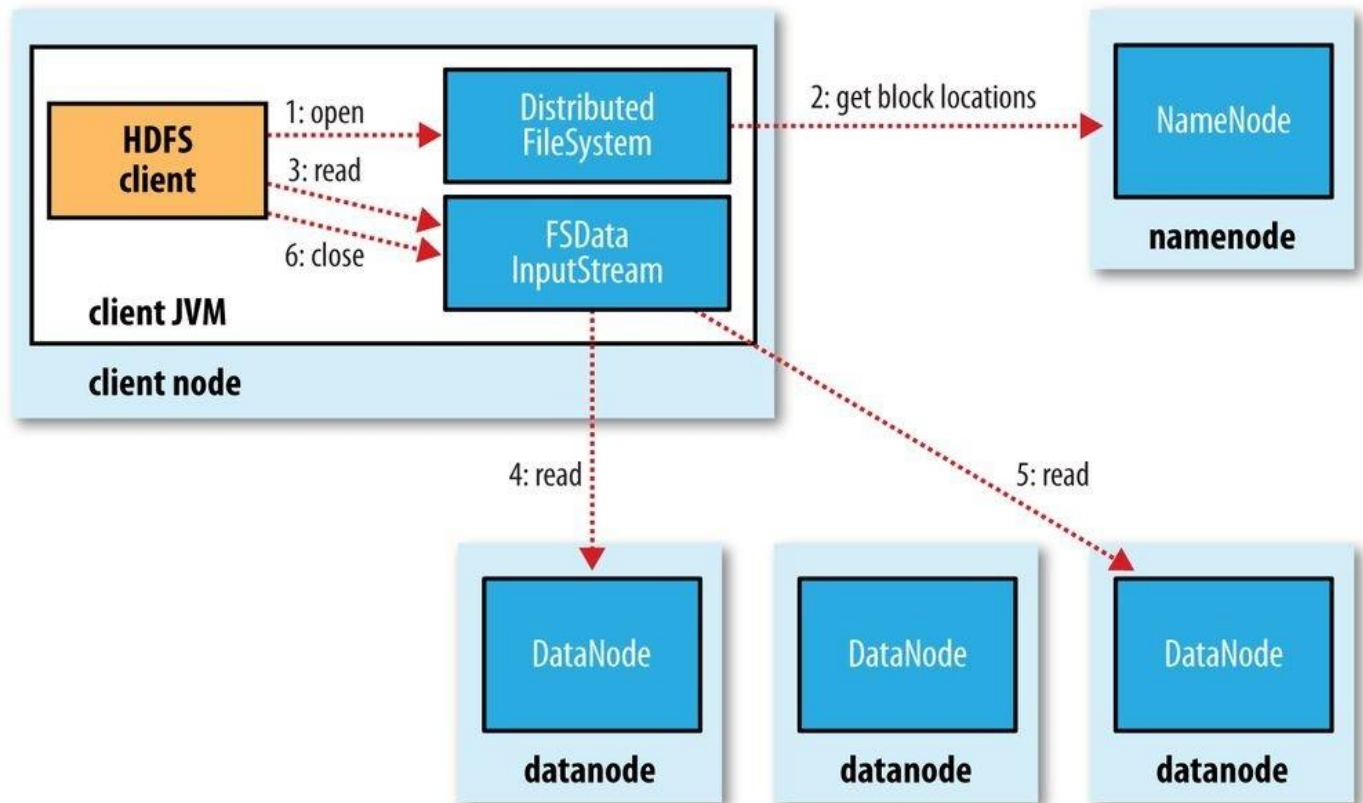 HDFS
client
1: open
3: read
6: close
Distributed
FileSystem
FSData
InputStream
client JVM
client node
2: get block locations
NameNode
namenode
4: read
5: read
DataNode
datanode
DataNode
datanode
DataNode
datanode